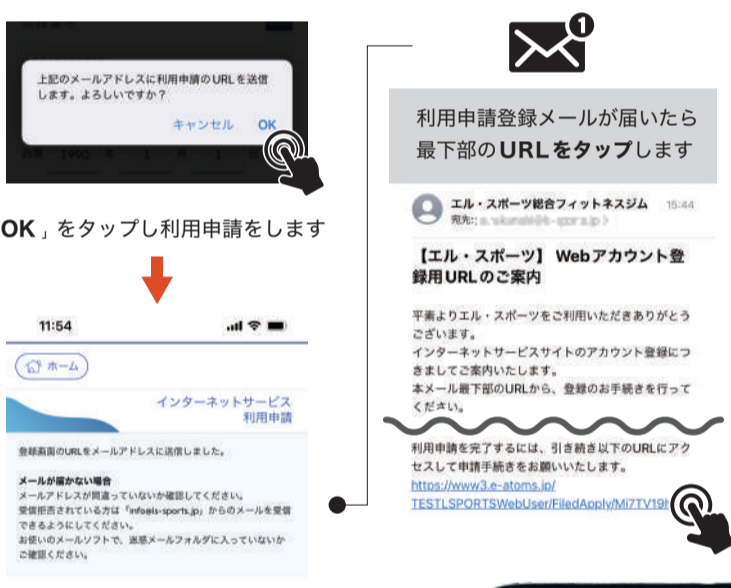 上記のメールアドレスに利用申請のURLを送信
します。よろしいですか？
キャンセル OK
1990 年 1 月 1
OK」をタップし利用申請をします
11:54
ホーム
インターネットサービス
利用申請
登録画面のURLをメールアドレスに送信しました。
メールが届かない場合
メールアドレスが間違っていないか確認してください。
受信拒否されている方は「info@ls-sports.jp」からのメールを受信
できるようにしてください。
お使いのメールソフトで、迷惑メールフォルダに入っていないか
ご確認ください。
1
利用申請登録メールが届いたら
最下部のURLをタップします
エル・スポーツ総合フィットネスジム 15:44
宛先:
【エル・スポーツ】 Webアカウント登
録用URLのご案内
平素よりエル・スポーツをご利用いただきありがとう
ございます。
インターネットサービスサイトのアカウント登録につ
きましてご案内いたします。
本メール最下部のURLから、登録のお手続きを行って
ください。
利用申請を完了するには、引き続き以下のURLにアク
セスして申請手続きをお願いいたします。
https://www3.e-atoms.jp/
TESTLSPORTSWebUser/FiledApply/Mi7TV19